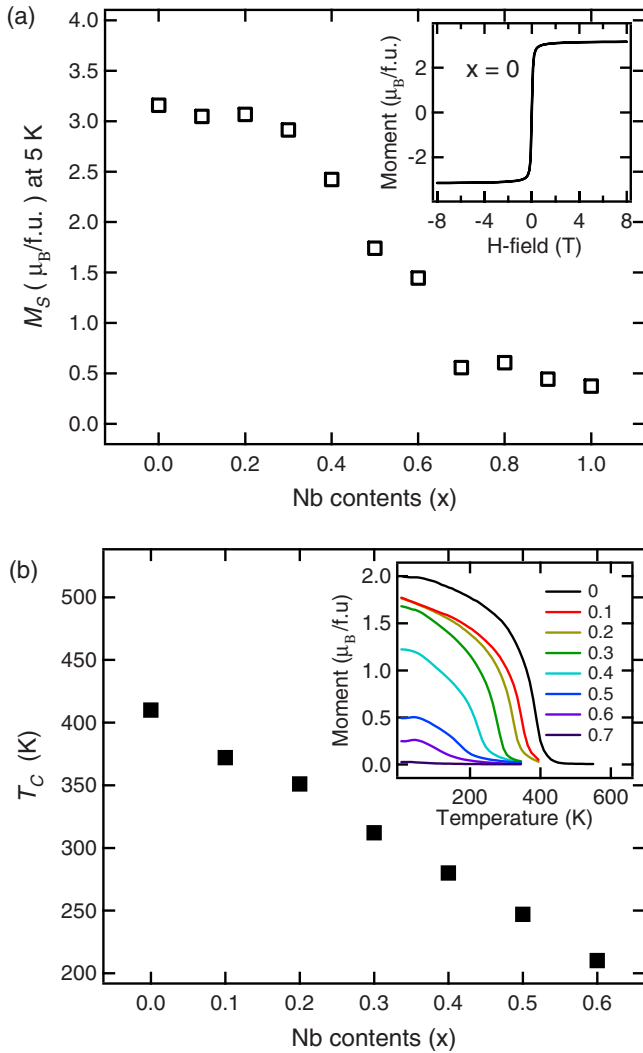 (a)
4.0
3.5
3.0
2.5
2.0
1.5
1.0
0.5
0.0
M_S (μ_B/f.u.) at 5 K
0.0 0.2 0.4 0.6 0.8 1.0
Nb contents (x)
x = 0
2
0
-2
Moment (μ_B/f.u.)
-8 -4 0 4 8
H-field (T)
(b)
500
450
400
350
300
250
200
T_C (K)
0.0 0.1 0.2 0.3 0.4 0.5 0.6
Nb contents (x)
2.0
1.5
1.0
0.5
0.0
Moment (μ_B/f.u)
200 400 600
Temperature (K)
0
0.1
0.2
0.3
0.4
0.5
0.6
0.7